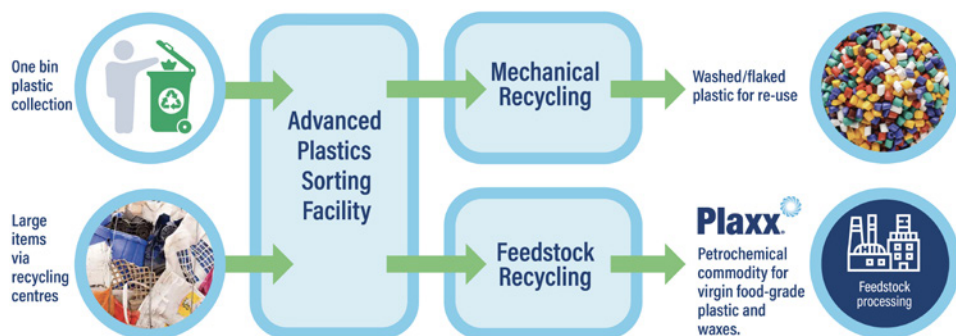 One bin
plastic
collection
Advanced
Plastics
Sorting
Facility
Mechanical
Recycling
Washed/flaked
plastic for re-use
Large
items
via
recycling
centres
Feedstock
Recycling
Plaxx®
Petrochemical
commodity for
virgin food-grade
plastic and
waxes.
Feedstock
processing